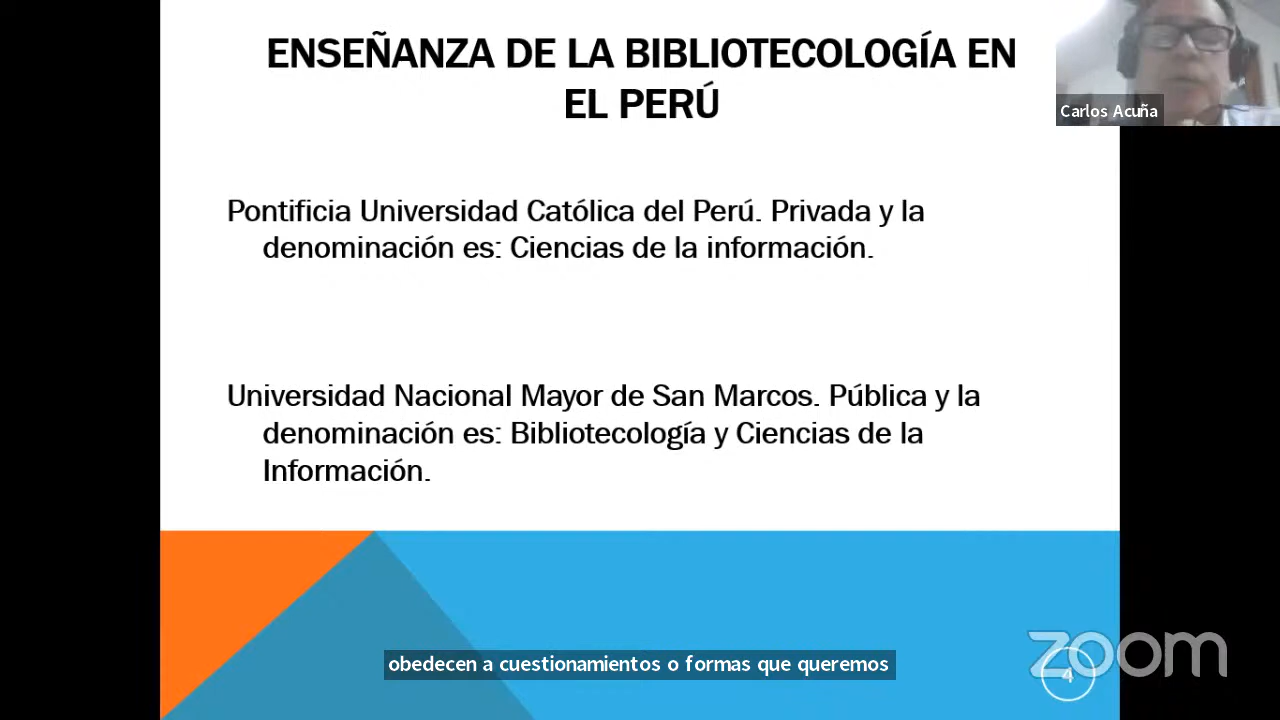 ENSEÑANZA DE LA BIBLIOTECOLOGÍA EN
EL PERÚ
Carlos Acuña
Pontificia Universidad Católica del Perú. Privada y la
denominación es: Ciencias de la información.
Universidad Nacional Mayor de San Marcos. Pública y la
denominación es: Bibliotecología y Ciencias de la
Información.
obedecen a cuestionamientos o formas que queremos
zoom
4